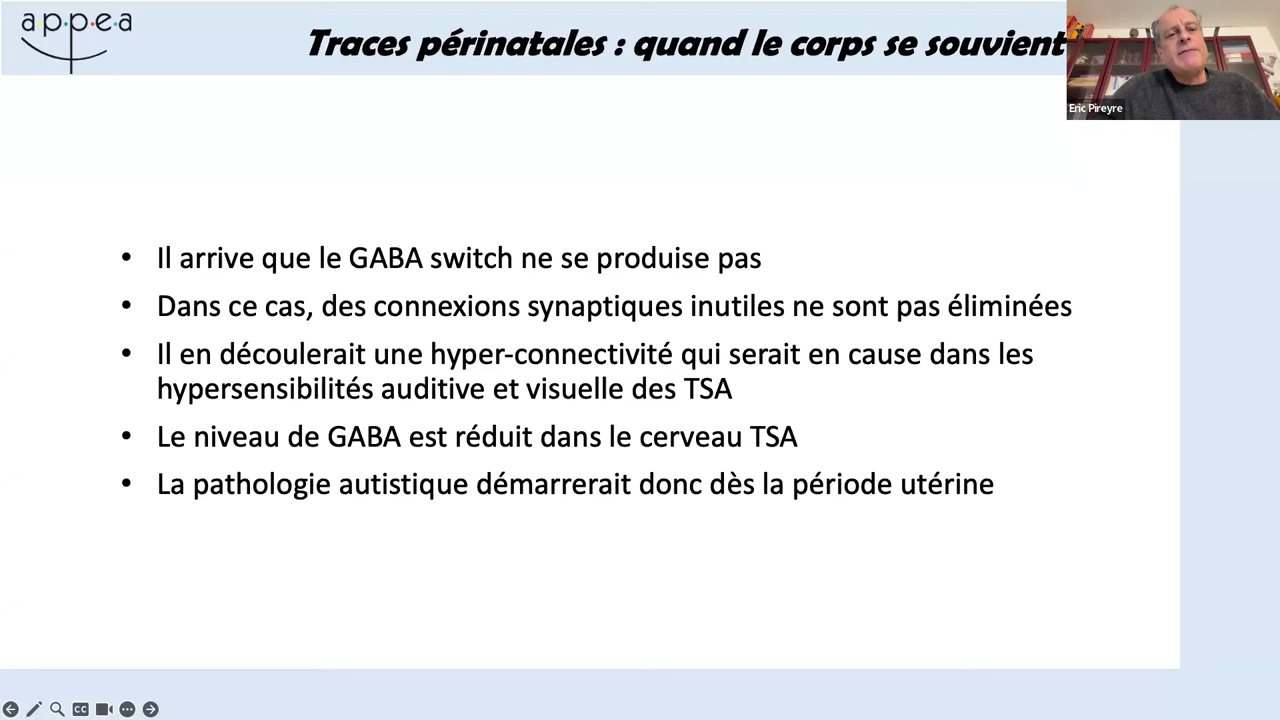 a·p·p·e·a
Traces périnatales : quand le corps se souvient
Eric Pireyre
• Il arrive que le GABA switch ne se produise pas
• Dans ce cas, des connexions synaptiques inutiles ne sont pas éliminées
• Il en découlerait une hyper-connectivité qui serait en cause dans les
hypersensibilités auditive et visuelle des TSA
• Le niveau de GABA est réduit dans le cerveau TSA
• La pathologie autistique démarrerait donc dès la période utérine
CC